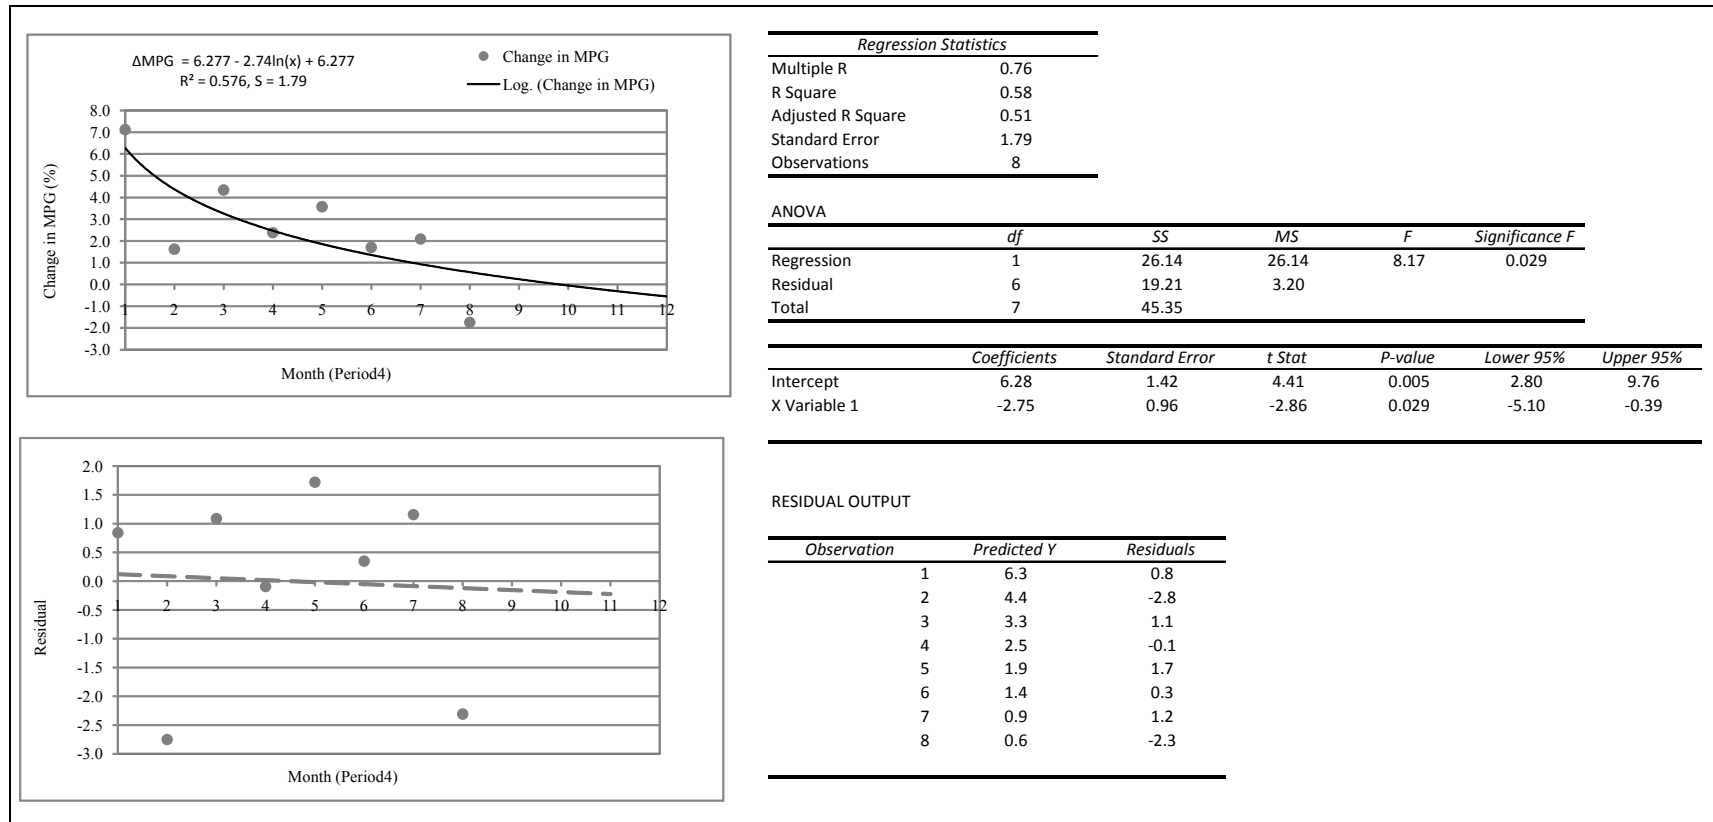 ΔMPG = 6.277 - 2.74ln(x) + 6.277
R² = 0.576, S = 1.79
Change in MPG
Log. (Change in MPG)
8.0
7.0
6.0
5.0
4.0
3.0
2.0
1.0
0.0
-1.0
-2.0
-3.0
1 2 3 4 5 6 7 8 9 10 11 12
Change in MPG (%)
Month (Period4)
2.0
1.5
1.0
0.5
0.0
-0.5
-1.0
-1.5
-2.0
-2.5
-3.0
1 2 3 4 5 6 7 8 9 10 11 12
Residual
Month (Period4)
Regression Statistics
Multiple R 0.76
R Square 0.58
Adjusted R Square 0.51
Standard Error 1.79
Observations 8
ANOVA
df SS MS F Significance F
Regression 1 26.14 26.14 8.17 0.029
Residual 6 19.21 3.20
Total 7 45.35
Coefficients Standard Error t Stat P-value Lower 95% Upper 95%
Intercept 6.28 1.42 4.41 0.005 2.80 9.76
X Variable 1 -2.75 0.96 -2.86 0.029 -5.10 -0.39
RESIDUAL OUTPUT
Observation Predicted Y Residuals
1 6.3 0.8
2 4.4 -2.8
3 3.3 1.1
4 2.5 -0.1
5 1.9 1.7
6 1.4 0.3
7 0.9 1.2
8 0.6 -2.3